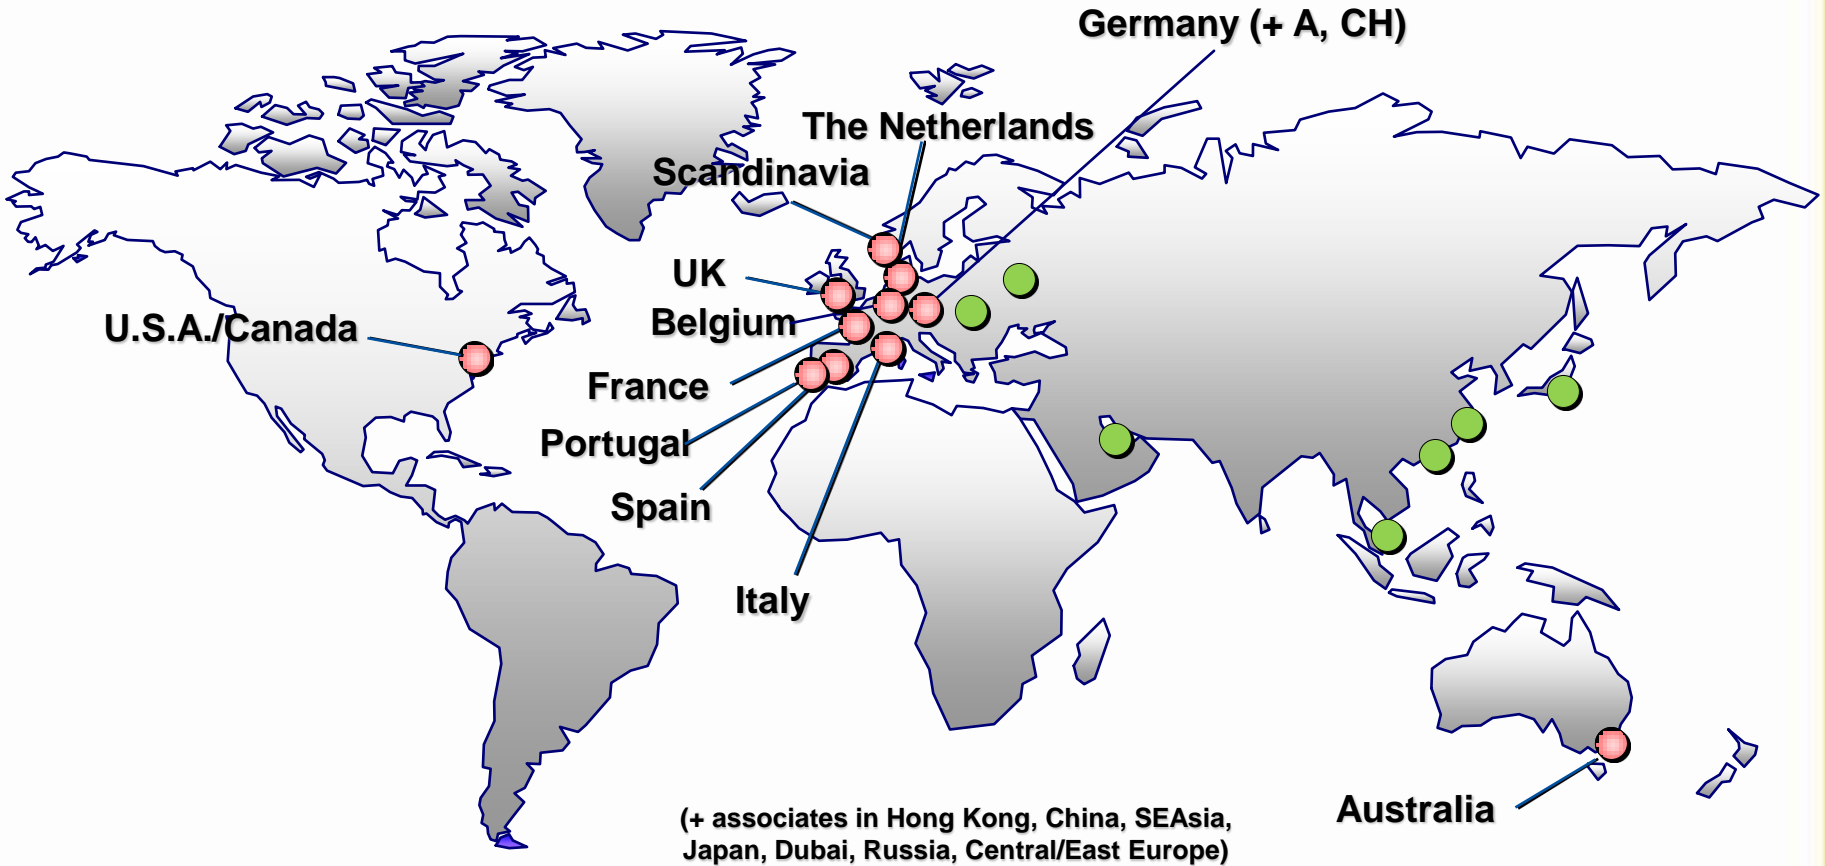 Germany (+ A, CH)
The Netherlands
Scandinavia
UK
Belgium
U.S.A./Canada
France
Portugal
Spain
Italy
Australia
(+ associates in Hong Kong, China, SEAsia,
Japan, Dubai, Russia, Central/East Europe)